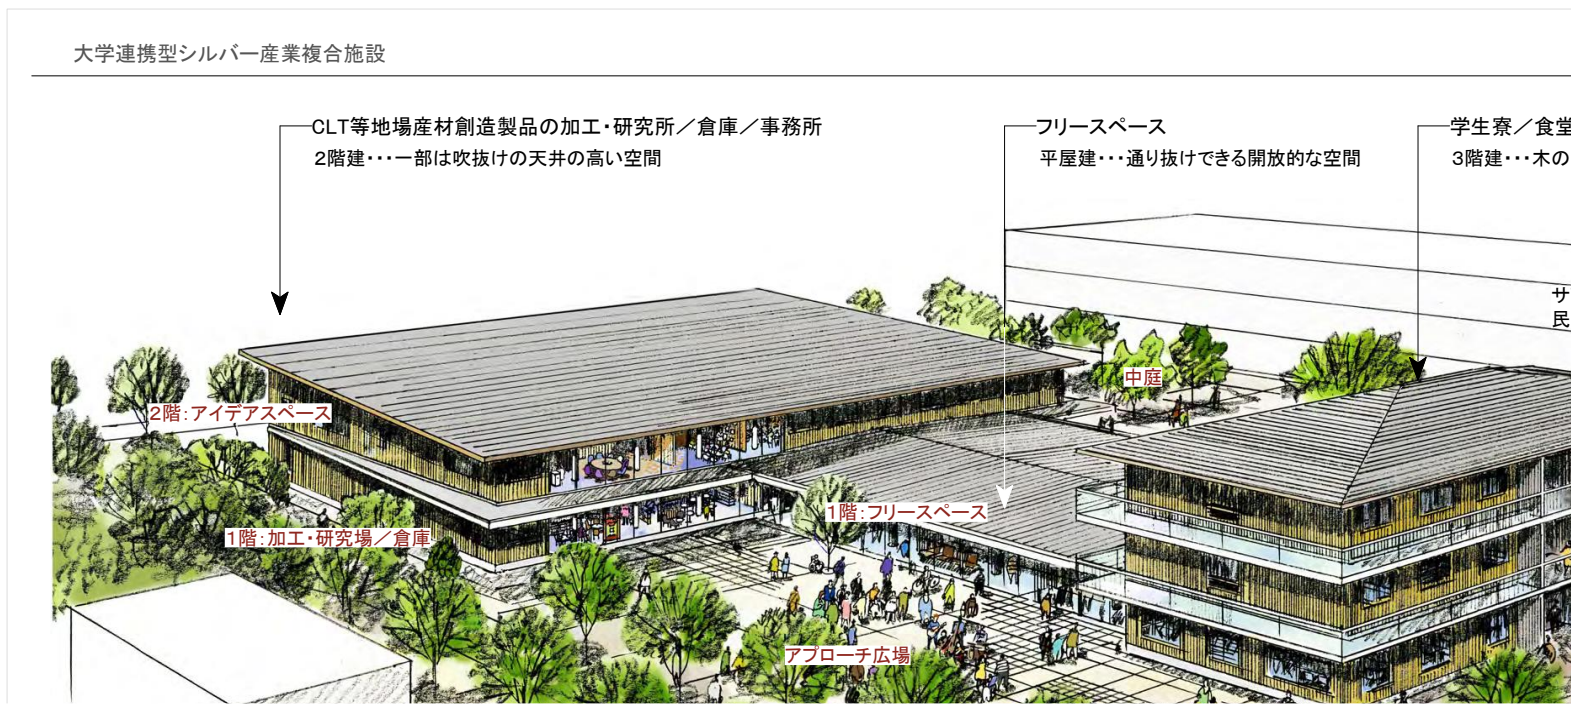 大学連携型シルバー産業複合施設
CLT等地場産材創造製品の加工・研究所／倉庫／事務所
2階建・・・一部は吹抜けの天井の高い空間
フリースペース
平屋建・・・通り抜けできる開放的な空間
学生寮／食堂
3階建・・・木の
サ
民
中庭
2階：アイデアスペース
1階：フリースペース
1階：加工・研究場／倉庫
アプローチ広場